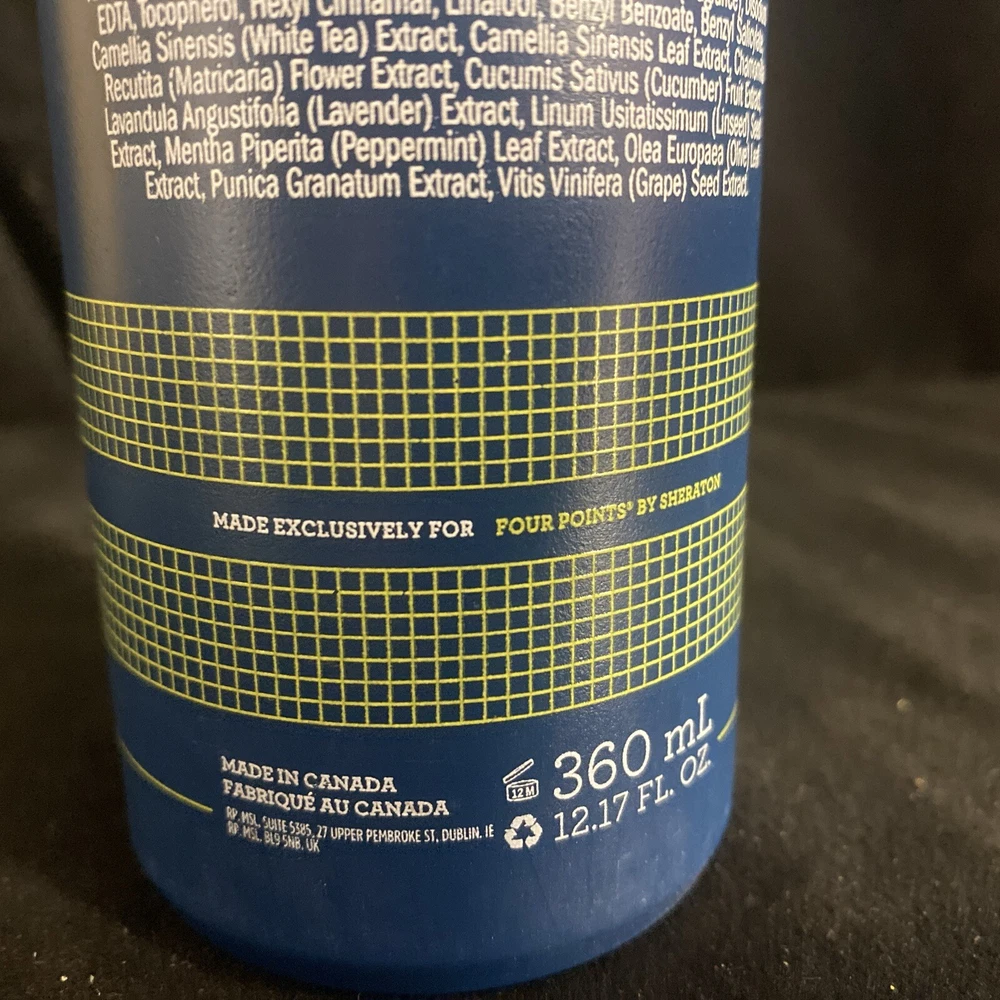 EDTA, Tocopherol, Hexyl Cinnamal, Linalool, Benzyl Benzoate, Benzyl Salicylate,
Camellia Sinensis (White Tea) Extract, Camellia Sinensis Leaf Extract, Chamomilla
Recutita (Matricaria) Flower Extract, Cucumis Sativus (Cucumber) Fruit Extract,
Lavandula Angustifolia (Lavender) Extract, Linum Usitatissimum (Linseed) Seed
Extract, Mentha Piperita (Peppermint) Leaf Extract, Olea Europaea (Olive) Leaf
Extract, Punica Granatum Extract, Vitis Vinifera (Grape) Seed Extract.
MADE EXCLUSIVELY FOR FOUR POINTS® BY SHERATON
MADE IN CANADA
FABRIQUÉ AU CANADA
RP. MSL, SUITE 5385, 27 UPPER PEMBROKE ST, DUBLIN. IE
RP. MSL. BL9 5NB. UK
12 M
360 mL
12.17 FL. OZ.